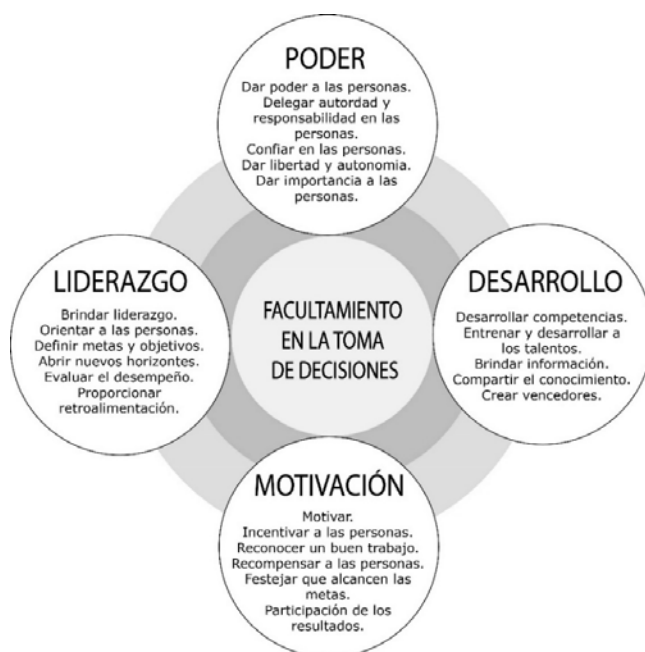 PODER
Dar poder a las personas.
Delegar autordad y
responsabilidad en las
personas.
Confiar en las personas.
Dar libertad y autonomia.
Dar importancia a las
personas.
LIDERAZGO
Brindar liderazgo.
Orientar a las personas.
Definir metas y objetivos.
Abrir nuevos horizontes.
Evaluar el desempeño.
Proporcionar
retroalimentación.
FACULTAMIENTO
EN LA TOMA
DE DECISIONES
DESARROLLO
Desarrollar competencias.
Entrenar y desarrollar a
los talentos.
Brindar información.
Compartir el conocimiento.
Crear vencedores.
MOTIVACIÓN
Motivar.
Incentivar a las personas.
Reconocer un buen trabajo.
Recompensar a las personas.
Festejar que alcancen las
metas.
Participación de los
resultados.